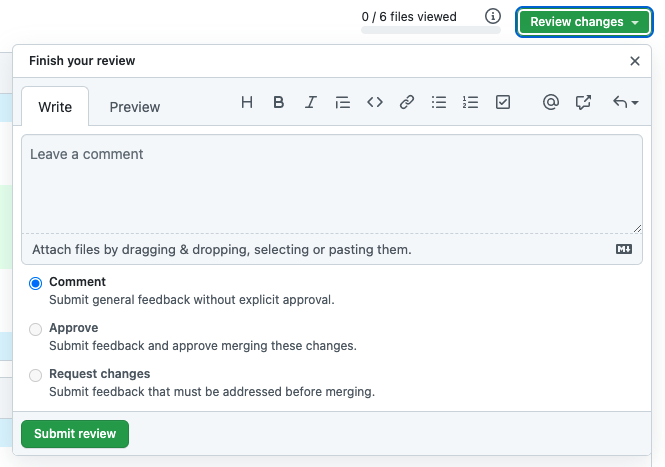 0 / 6 files viewed
Review changes
Finish your review
Write
Preview
Leave a comment
Attach files by dragging & dropping, selecting or pasting them.
Comment
Submit general feedback without explicit approval.
Approve
Submit feedback and approve merging these changes.
Request changes
Submit feedback that must be addressed before merging.
Submit review